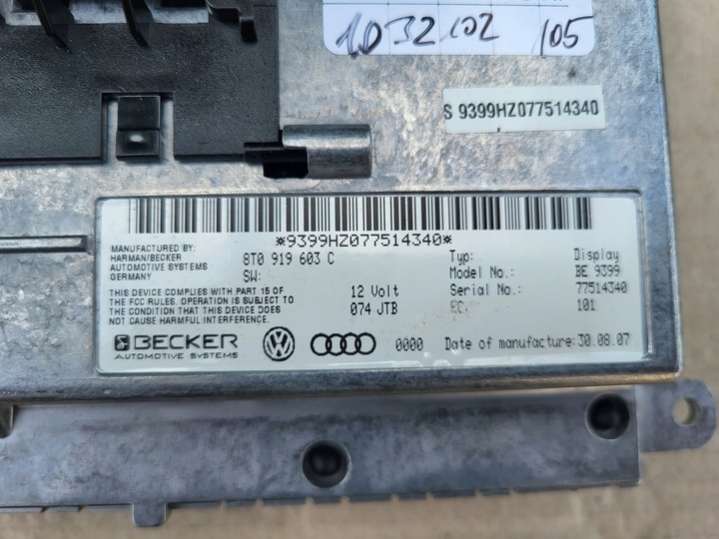 1032102 105
S 9399HZ077514340
*9399HZ077514340*
MANUFACTURED BY:
HARMAN/BECKER
AUTOMOTIVE SYSTEMS
GERMANY
8T0 919 603 C
SW:
Typ: Display
Model No.: BE 9399
Serial No.: 77514340
EC: 101
THIS DEVICE COMPLIES WITH PART 15 OF
THE FCC RULES. OPERATION IS SUBJECT TO
THE CONDITION THAT THIS DEVICE DOES
NOT CAUSE HARMFUL INTERFERENCE.
12 Volt
074 JTB
BECKER
AUTOMOTIVE SYSTEMS
0000 Date of manufacture: 30.08.07